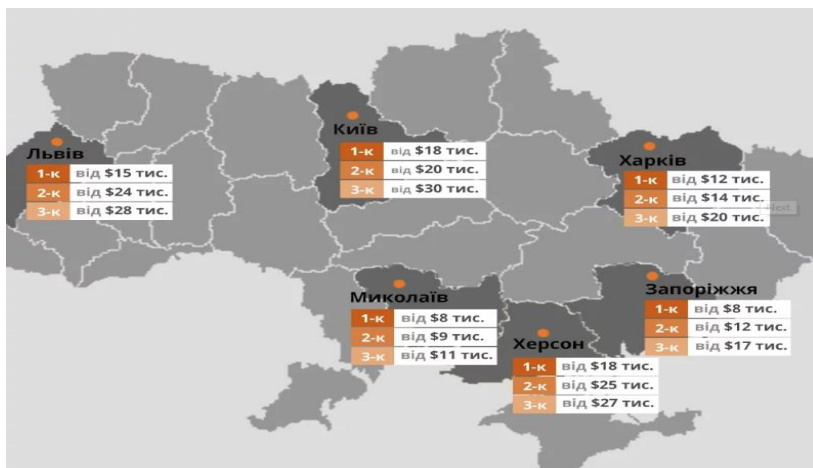 Львів
1-к від $15 тис.
2-к від $24 тис.
3-к від $28 тис.
Київ
1-к від $18 тис.
2-к від $20 тис.
3-к від $30 тис.
Харків
1-к від $12 тис.
2-к від $14 тис.
3-к від $20 тис.
Next
Миколаїв
1-к від $8 тис.
2-к від $9 тис.
3-к від $11 тис.
Херсон
1-к від $18 тис.
2-к від $25 тис.
3-к від $27 тис.
Запоріжжя
1-к від $8 тис.
2-к від $12 тис.
3-к від $17 тис.